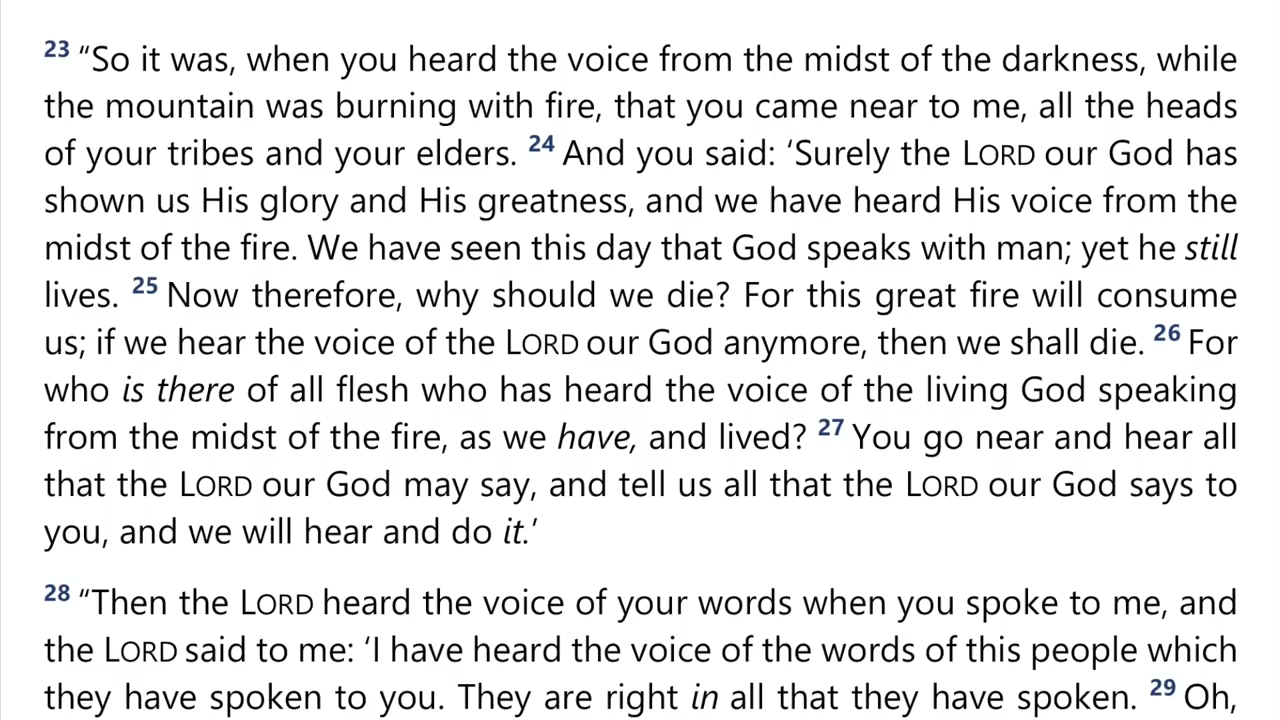 23 “So it was, when you heard the voice from the midst of the darkness, while
the mountain was burning with fire, that you came near to me, all the heads
of your tribes and your elders. 24 And you said: ‘Surely the LORD our God has
shown us His glory and His greatness, and we have heard His voice from the
midst of the fire. We have seen this day that God speaks with man; yet he still
lives. 25 Now therefore, why should we die? For this great fire will consume
us; if we hear the voice of the LORD our God anymore, then we shall die. 26 For
who is there of all flesh who has heard the voice of the living God speaking
from the midst of the fire, as we have, and lived? 27 You go near and hear all
that the LORD our God may say, and tell us all that the LORD our God says to
you, and we will hear and do it.’
28 “Then the LORD heard the voice of your words when you spoke to me, and
the LORD said to me: ‘I have heard the voice of the words of this people which
they have spoken to you. They are right in all that they have spoken. 29 Oh,